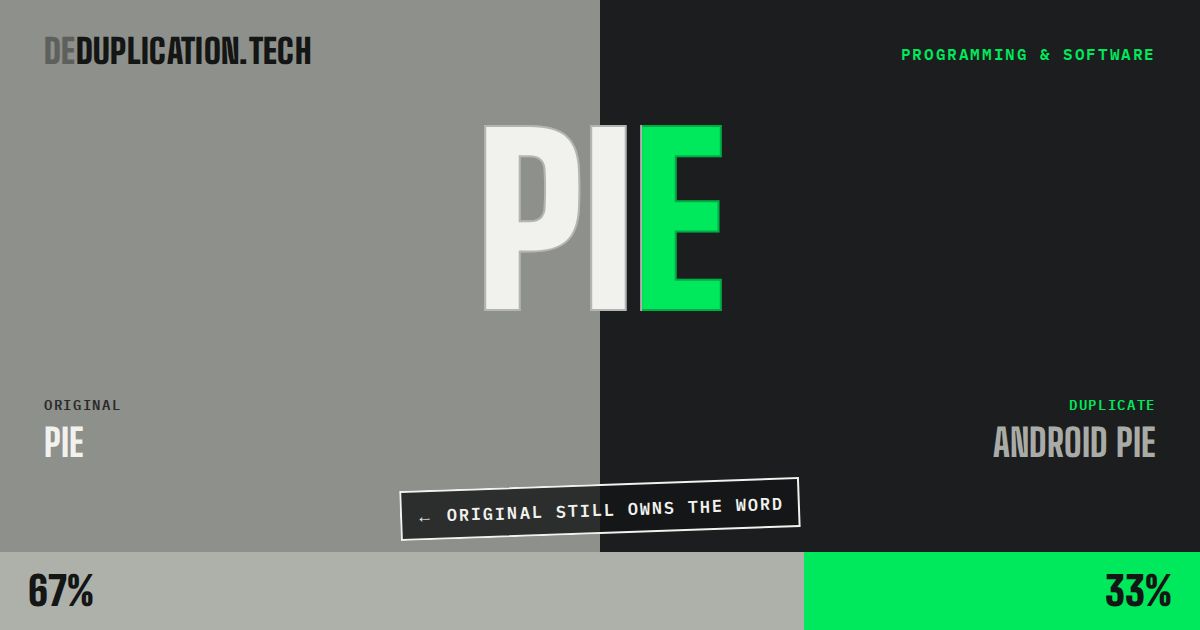 DEDUPLICATION.TECH
PROGRAMMING & SOFTWARE
PIE
ORIGINAL
PIE
DUPLICATE
ANDROID PIE
← ORIGINAL STILL OWNS THE WORD
67%
33%